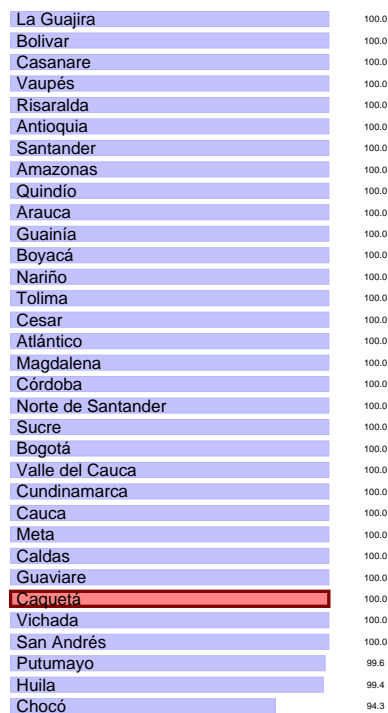 La Guajira 100.0
Bolivar 100.0
Casanare 100.0
Vaupés 100.0
Risaralda 100.0
Antioquia 100.0
Santander 100.0
Amazonas 100.0
Quindío 100.0
Arauca 100.0
Guainía 100.0
Boyacá 100.0
Nariño 100.0
Tolima 100.0
Cesar 100.0
Atlántico 100.0
Magdalena 100.0
Córdoba 100.0
Norte de Santander 100.0
Sucre 100.0
Bogotá 100.0
Valle del Cauca 100.0
Cundinamarca 100.0
Cauca 100.0
Meta 100.0
Caldas 100.0
Guaviare 100.0
Caquetá 100.0
Vichada 100.0
San Andrés 100.0
Putumayo 99.6
Huila 99.4
Chocó 94.3